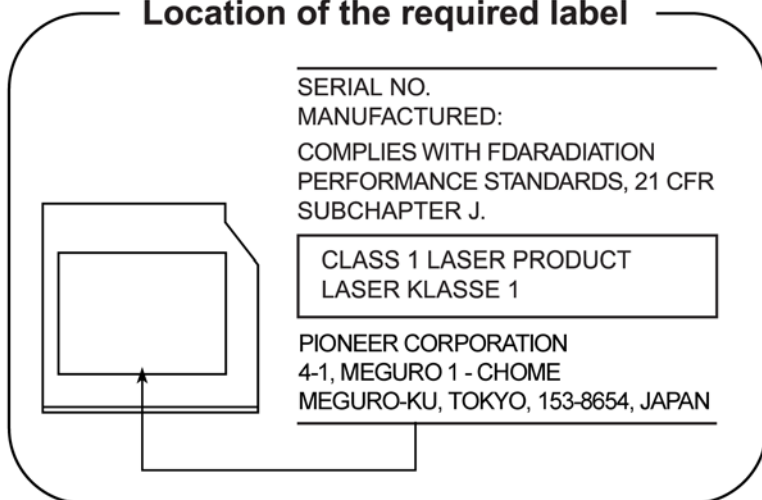 Location of the required label
SERIAL NO.
MANUFACTURED:
COMPLIES WITH FDARADIATION
PERFORMANCE STANDARDS, 21 CFR
SUBCHAPTER J.
CLASS 1 LASER PRODUCT
LASER KLASSE 1
PIONEER CORPORATION
4-1, MEGURO 1 - CHOME
MEGURO-KU, TOKYO, 153-8654, JAPAN